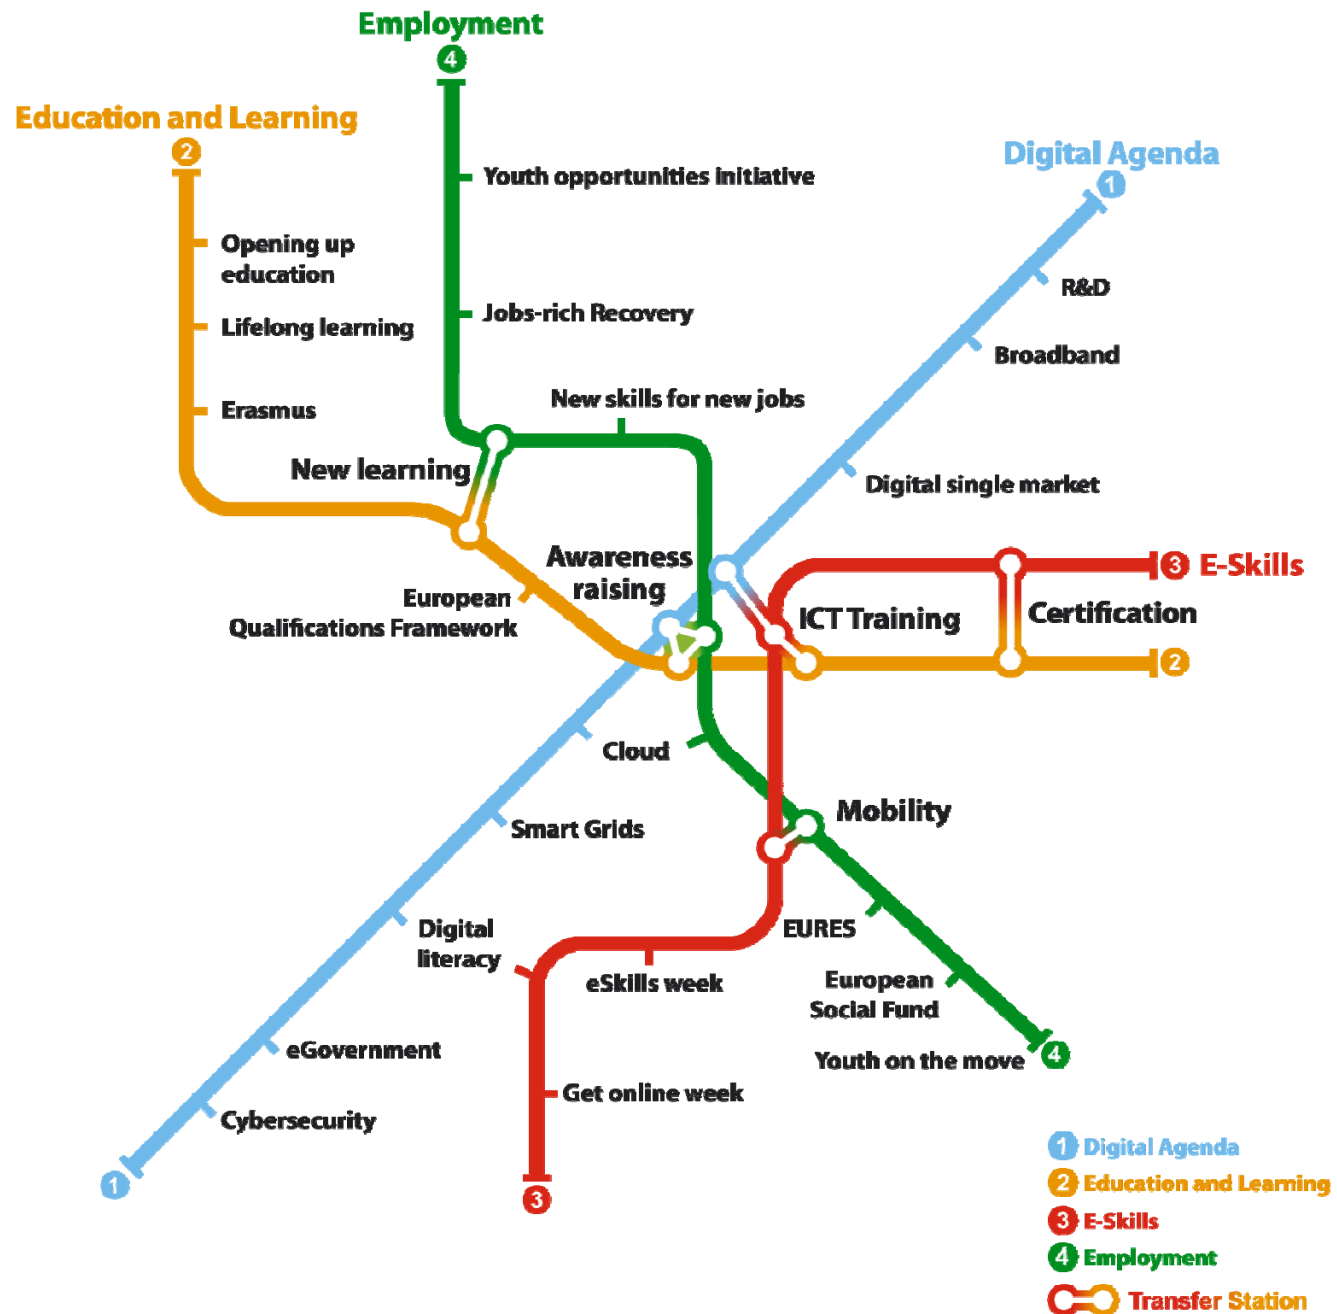 Employment
4
Education and Learning
2
Digital Agenda
1
Youth opportunities initiative
Opening up
education
R&D
Jobs-rich Recovery
Lifelong learning
Broadband
New skills for new jobs
Erasmus
New learning
Digital single market
Awareness
raising
3 E-Skills
European
Qualifications Framework
ICT Training
Certification
2
Cloud
Mobility
Smart Grids
Digital
literacy
EURES
eSkills week
European
Social Fund
eGovernment
Youth on the move
4
Get online week
Cybersecurity
1
3
1 Digital Agenda
2 Education and Learning
3 E-Skills
4 Employment
Transfer Station